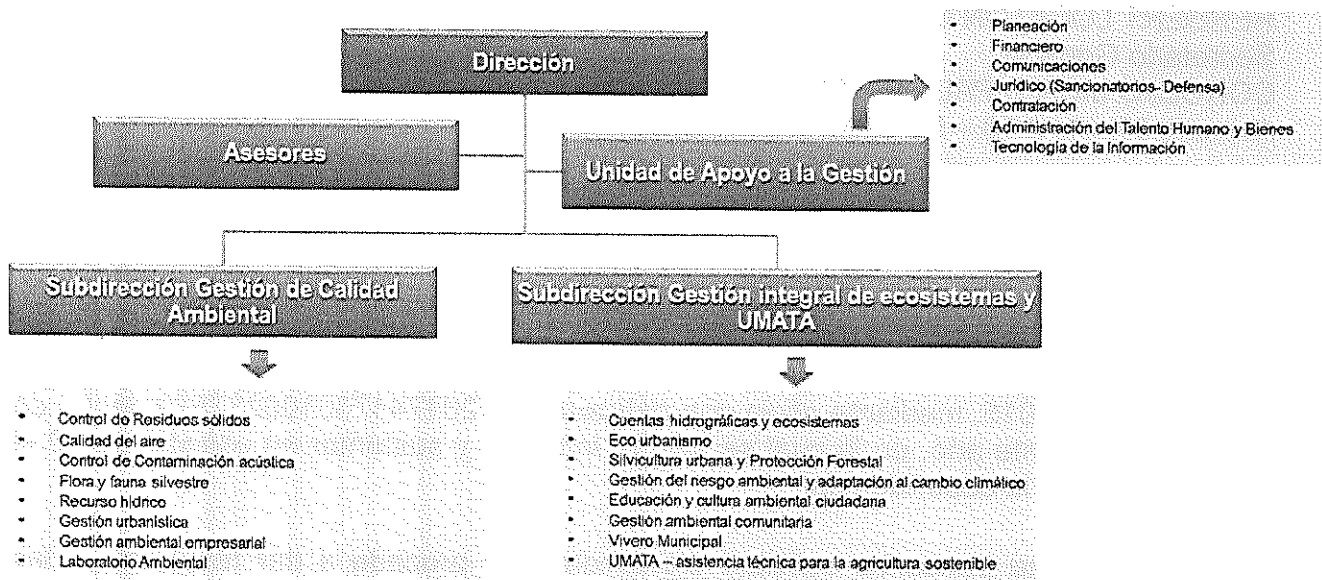 Dirección
Asesores
Unidad de Apoyo a la Gestión
• Planeación
• Financiero
• Comunicaciones
• Jurídico (Sancionatorios- Defensa)
• Contratación
• Administración del Talento Humano y Bienes
• Tecnología de la Información
Subdirección Gestión de Calidad
Ambiental
Subdirección Gestión integral de ecosistemas y
UMATA
• Control de Residuos sólidos
• Calidad del aire
• Control de Contaminación acústica
• Flora y fauna silvestre
• Recurso hídrico
• Gestión urbanística
• Gestión ambiental empresarial
• Laboratorio Ambiental
• Cuentas hidrográficas y ecosistemas
• Eco urbanismo
• Silvicultura urbana y Protección Forestal
• Gestión del riesgo ambiental y adaptación al cambio climático
• Educación y cultura ambiental ciudadana
• Gestión ambiental comunitaria
• Vivero Municipal
• UMATA – asistencia técnica para la agricultura sostenible